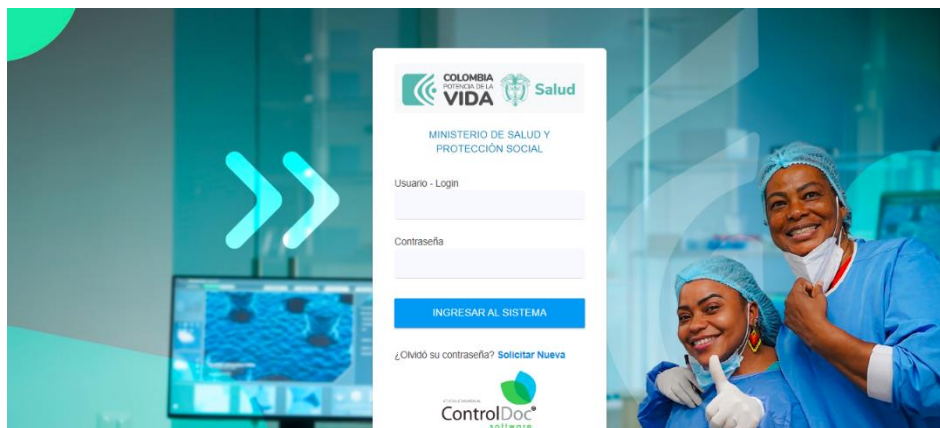 COLOMBIA
POTENCIA DE LA
VIDA
Salud
MINISTERIO DE SALUD Y
PROTECCIÓN SOCIAL
Usuario - Login
Contraseña
INGRESAR AL SISTEMA
¿Olvidó su contraseña? Solicitar Nueva
ControlDoc®
software